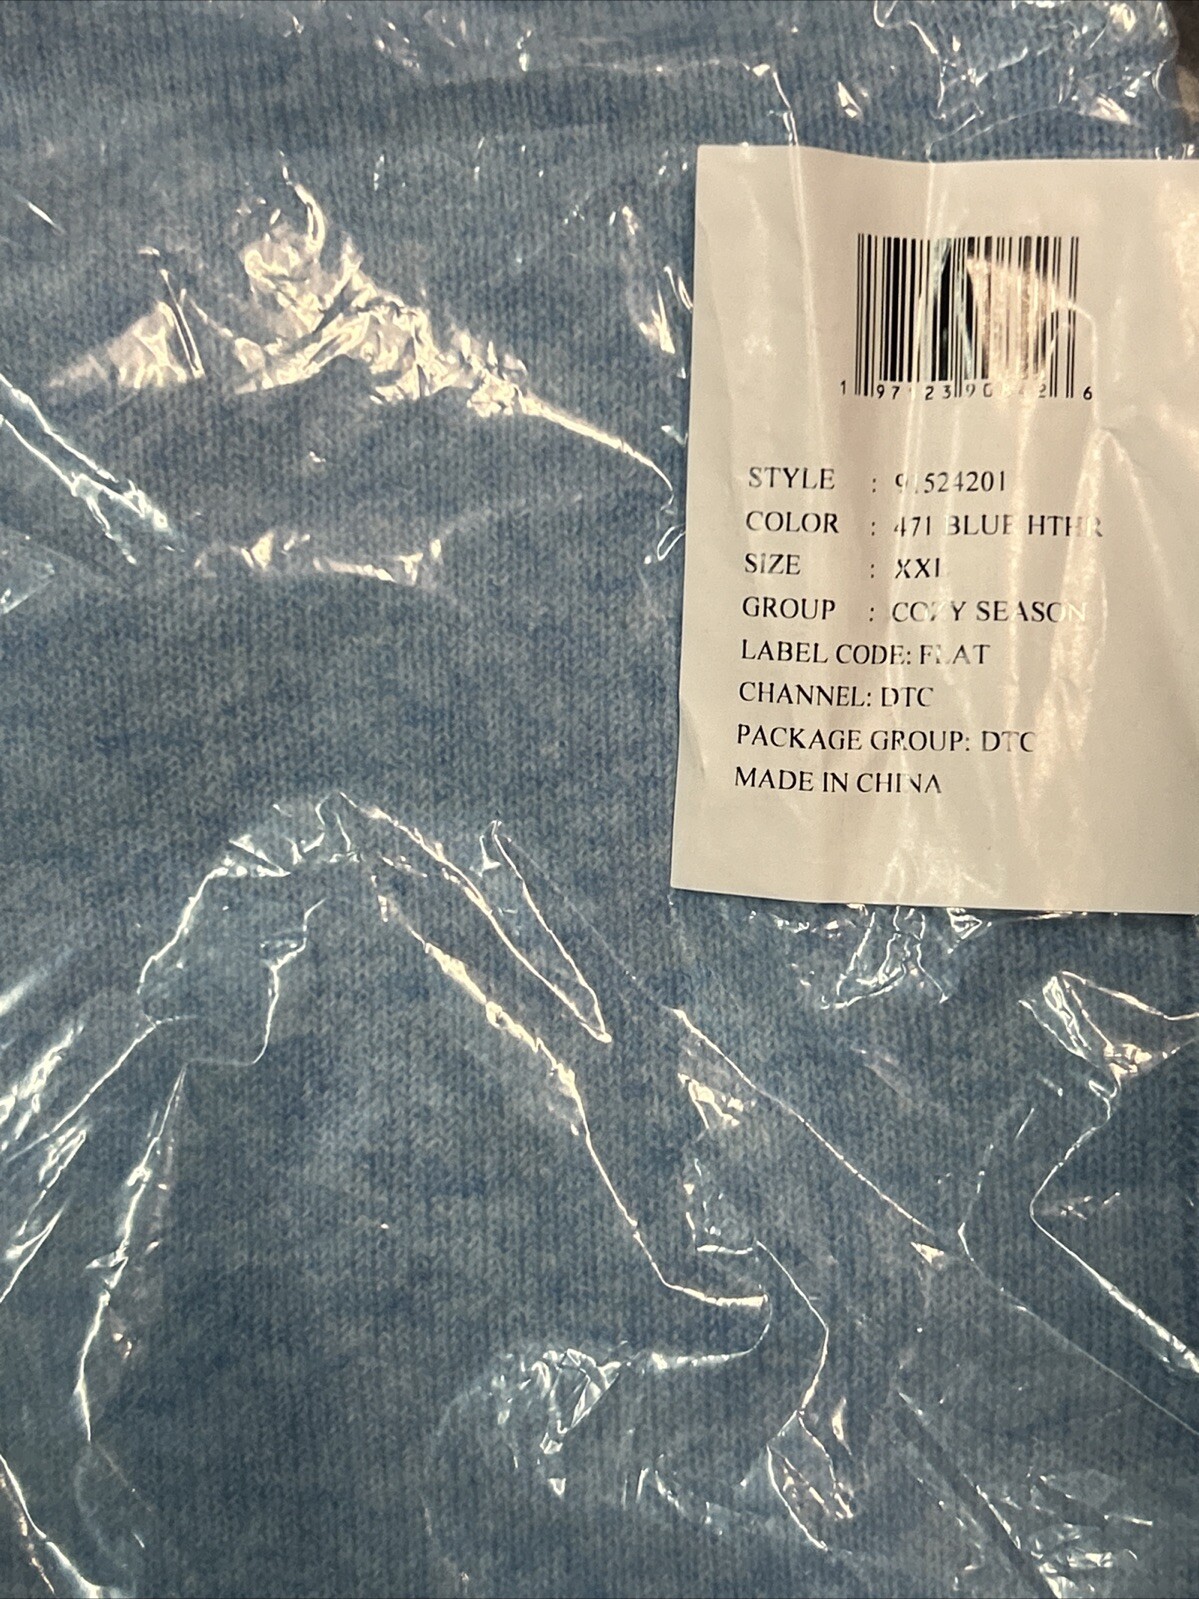 STYLE :
COLOR : 471 BLUE HTHR
SIZE : XXL
GROUP : COZY SEASON
LABEL CODE: FLAT
CHANNEL: DTC
PACKAGE GROUP: DTC
MADE IN CHINA